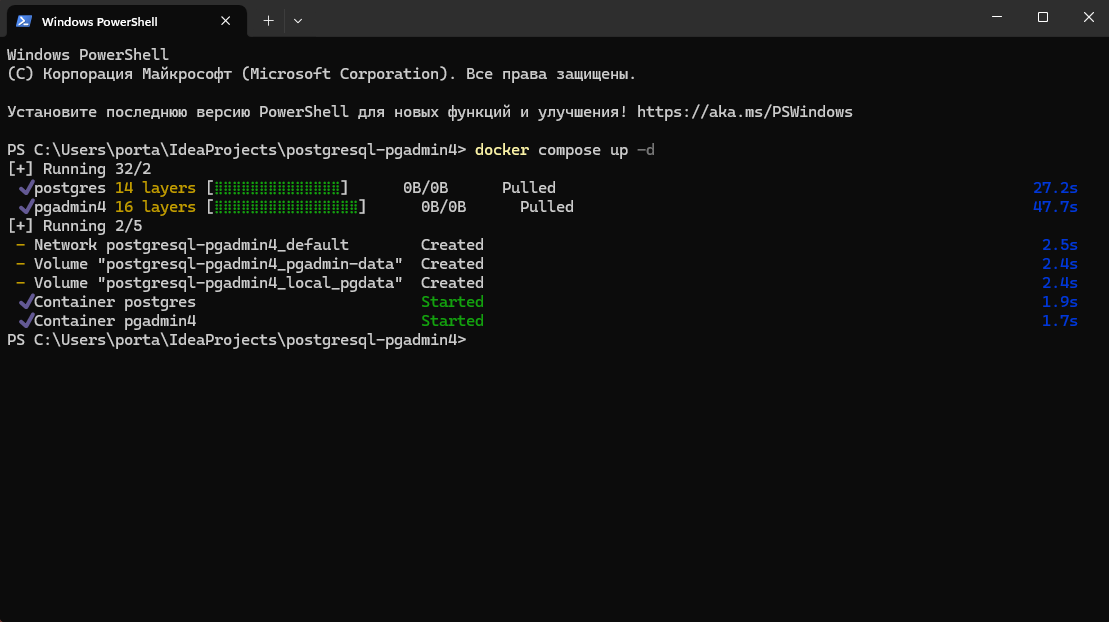 Windows PowerShell
Windows PowerShell
(C) Корпорация Майкрософт (Microsoft Corporation). Все права защищены.
Установите последнюю версию PowerShell для новых функций и улучшения! https://aka.ms/PSWindows
PS C:\Users\porta\IdeaProjects\postgresql-pgadmin4> docker compose up -d
[+] Running 32/2
✔postgres 14 layers [⣿⣿⣿⣿⣿⣿⣿⣿⣿⣿⣿⣿⣿⣿] 0B/0B Pulled 27.2s
✔pgadmin4 16 layers [⣿⣿⣿⣿⣿⣿⣿⣿⣿⣿⣿⣿⣿⣿⣿⣿] 0B/0B Pulled 47.7s
[+] Running 2/5
- Network postgresql-pgadmin4_default Created 2.5s
- Volume "postgresql-pgadmin4_pgadmin-data" Created 2.4s
- Volume "postgresql-pgadmin4_local_pgdata" Created 2.4s
✔Container postgres Started 1.9s
✔Container pgadmin4 Started 1.7s
PS C:\Users\porta\IdeaProjects\postgresql-pgadmin4>